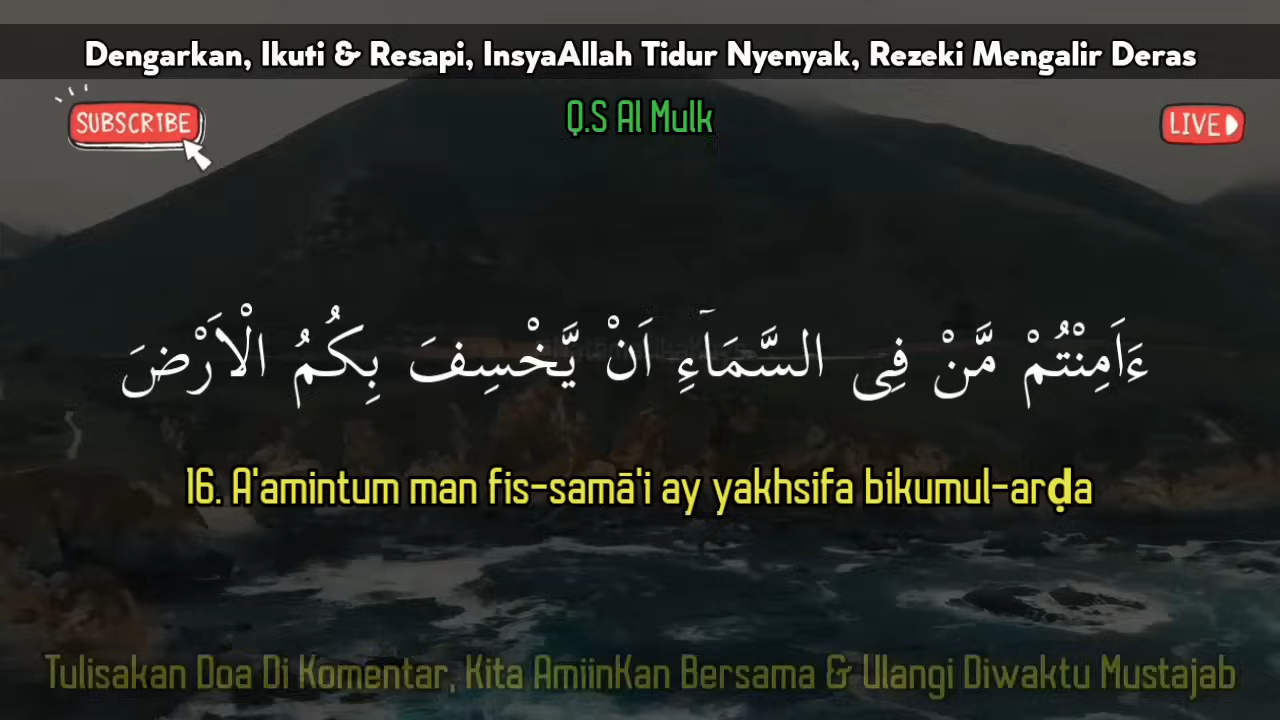 Dengarkan, Ikuti & Resapi, InsyaAllah Tidur Nyenyak, Rezeki Mengalir Deras
SUBSCRIBE
Q.S Al Mulk
LIVE
ءَاَمِنْتُمْ مَّنْ فِى السَّمَاۤءِ اَنْ يَّخْسِفَ بِكُمُ الْاَرْضَ
16. A'amintum man fis-samā'i ay yakhsifa bikumul-arḍa
Tulisakan Doa Di Komentar, Kita AmiinKan Bersama & Ulangi Diwaktu Mustajab